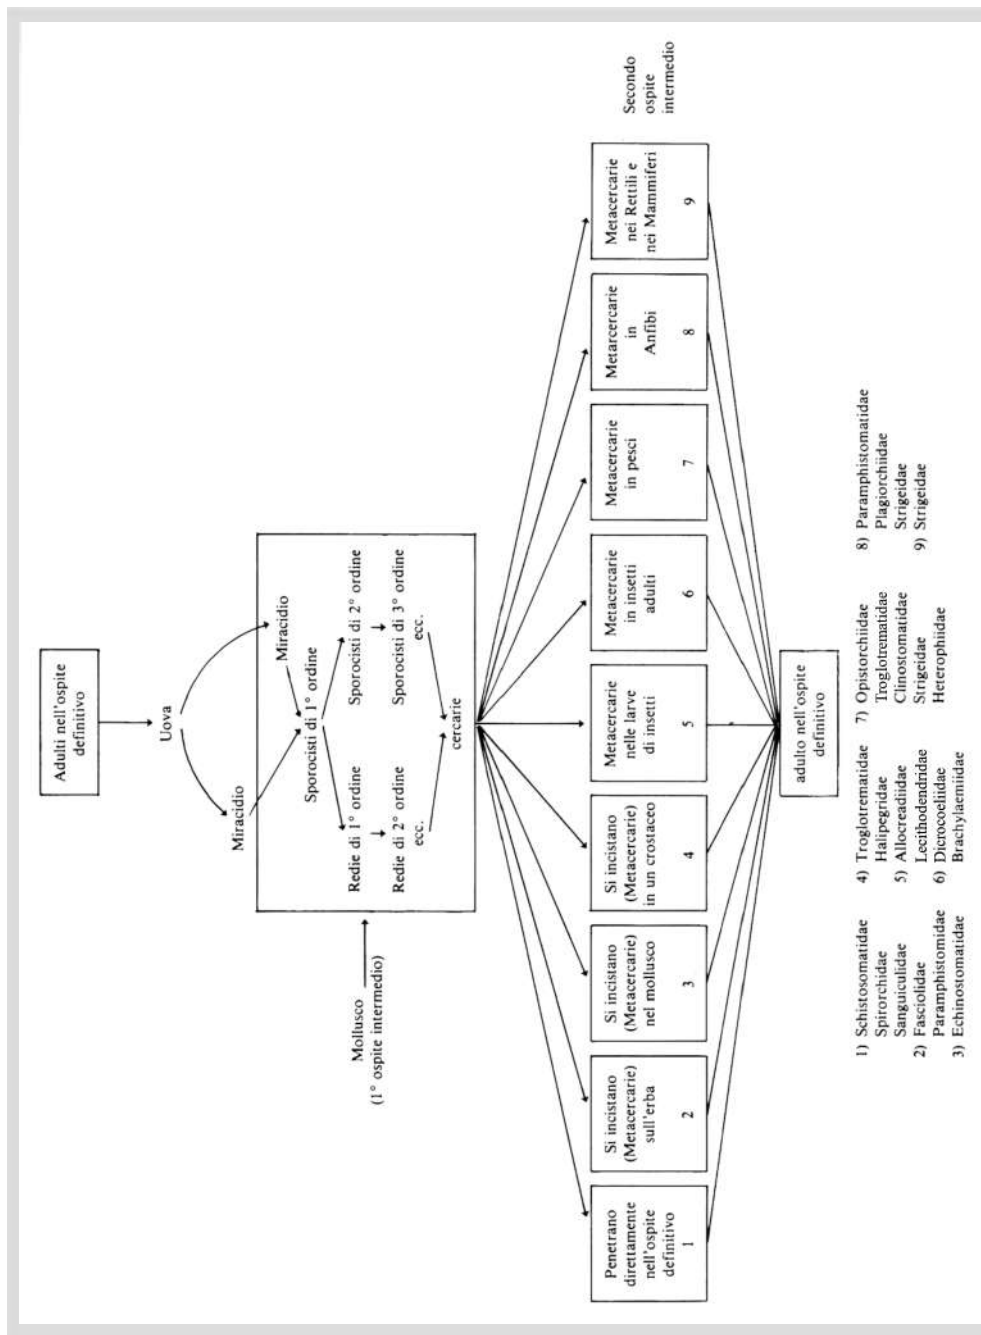 Adulti nell'ospite
definitivo
Uova
Miracidio
Miracidio
Sporocisti di 1° ordine
Redie di 1° ordine
Sporocisti di 2° ordine
Redie di 2° ordine
Sporocisti di 3° ordine
ecc.
ecc.
cercarie
Mollusco
(1° ospite intermedio)
Penetrano
direttamente
nell'ospite
definitivo
1
Si incistano
(Metacercarie)
sull'erba
2
Si incistano
(Metacercarie)
nel mollusco
3
Si incistano
(Metacercarie)
in un crostaceo
4
Metacercarie
nelle larve
di insetti
5
Metacercarie
in insetti
adulti
6
Metacercarie
in pesci
7
Metarcercarie
in
Anfibi
8
Metacercarie
nei Rettili e
nei Mammiferi
9
Secondo
ospite
intermedio
adulto nell'ospite
definitivo
1) Schistosomatidae
Spirorchidae
Sanguiculidae
2) Fasciolidae
Paramphistomidae
3) Echinostomatidae
4) Troglotrematidae
Halipegridae
5) Allocreadiidae
Lecithodendridae
6) Dicrocoeliidae
Brachylaemiidae
7) Opistorchiidae
Troglotrematidae
Clinostomatidae
Strigeidae
Heterophiidae
8) Paramphistomatidae
Plagiorchiidae
Strigeidae
9) Strigeidae